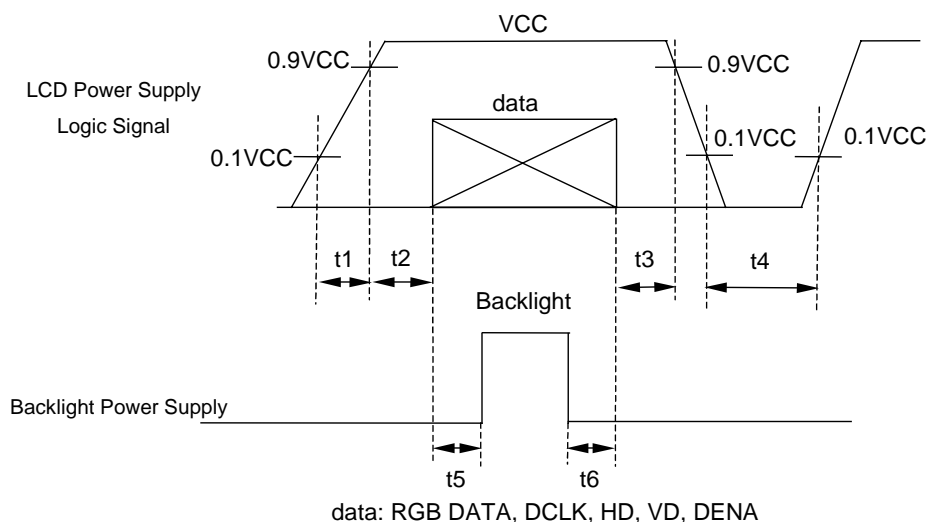 VCC
0.9VCC
0.9VCC
LCD Power Supply
Logic Signal
data
0.1VCC
0.1VCC
0.1VCC
t1
t2
t3
t4
Backlight
Backlight Power Supply
t5
t6
data: RGB DATA, DCLK, HD, VD, DENA